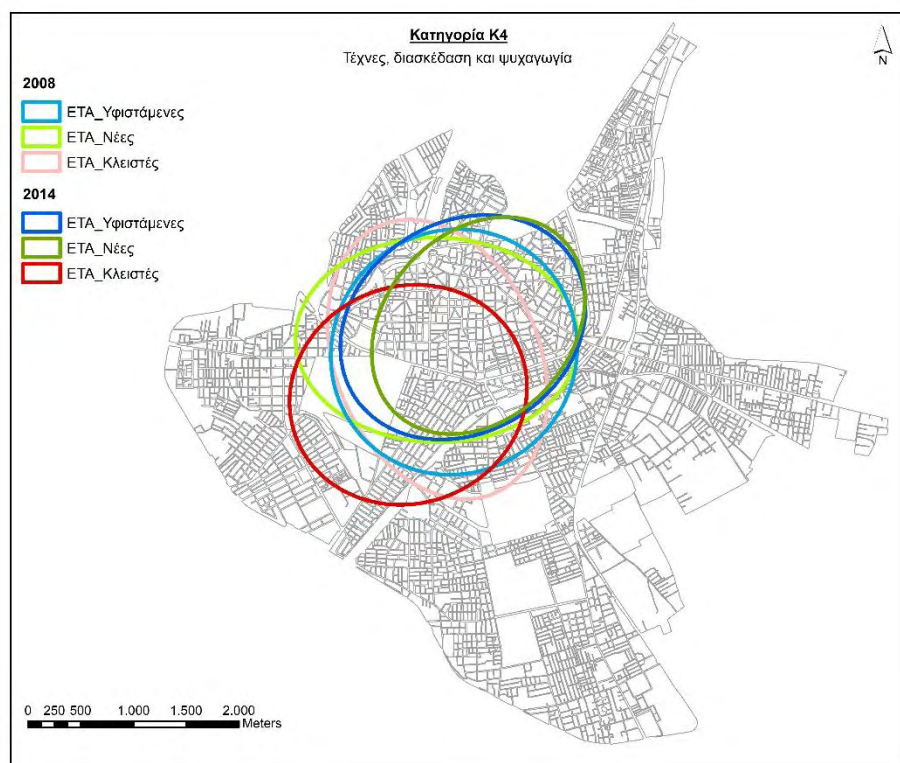 Κατηγορία Κ4
Τέχνες, διασκέδαση και ψυχαγωγία
N
2008
ΕΤΑ_Υφιστάμενες
ΕΤΑ_Νέες
ΕΤΑ_Κλειστές
2014
ΕΤΑ_Υφιστάμενες
ΕΤΑ_Νέες
ΕΤΑ_Κλειστές
0 250 500 1.000 1.500 2.000
Meters